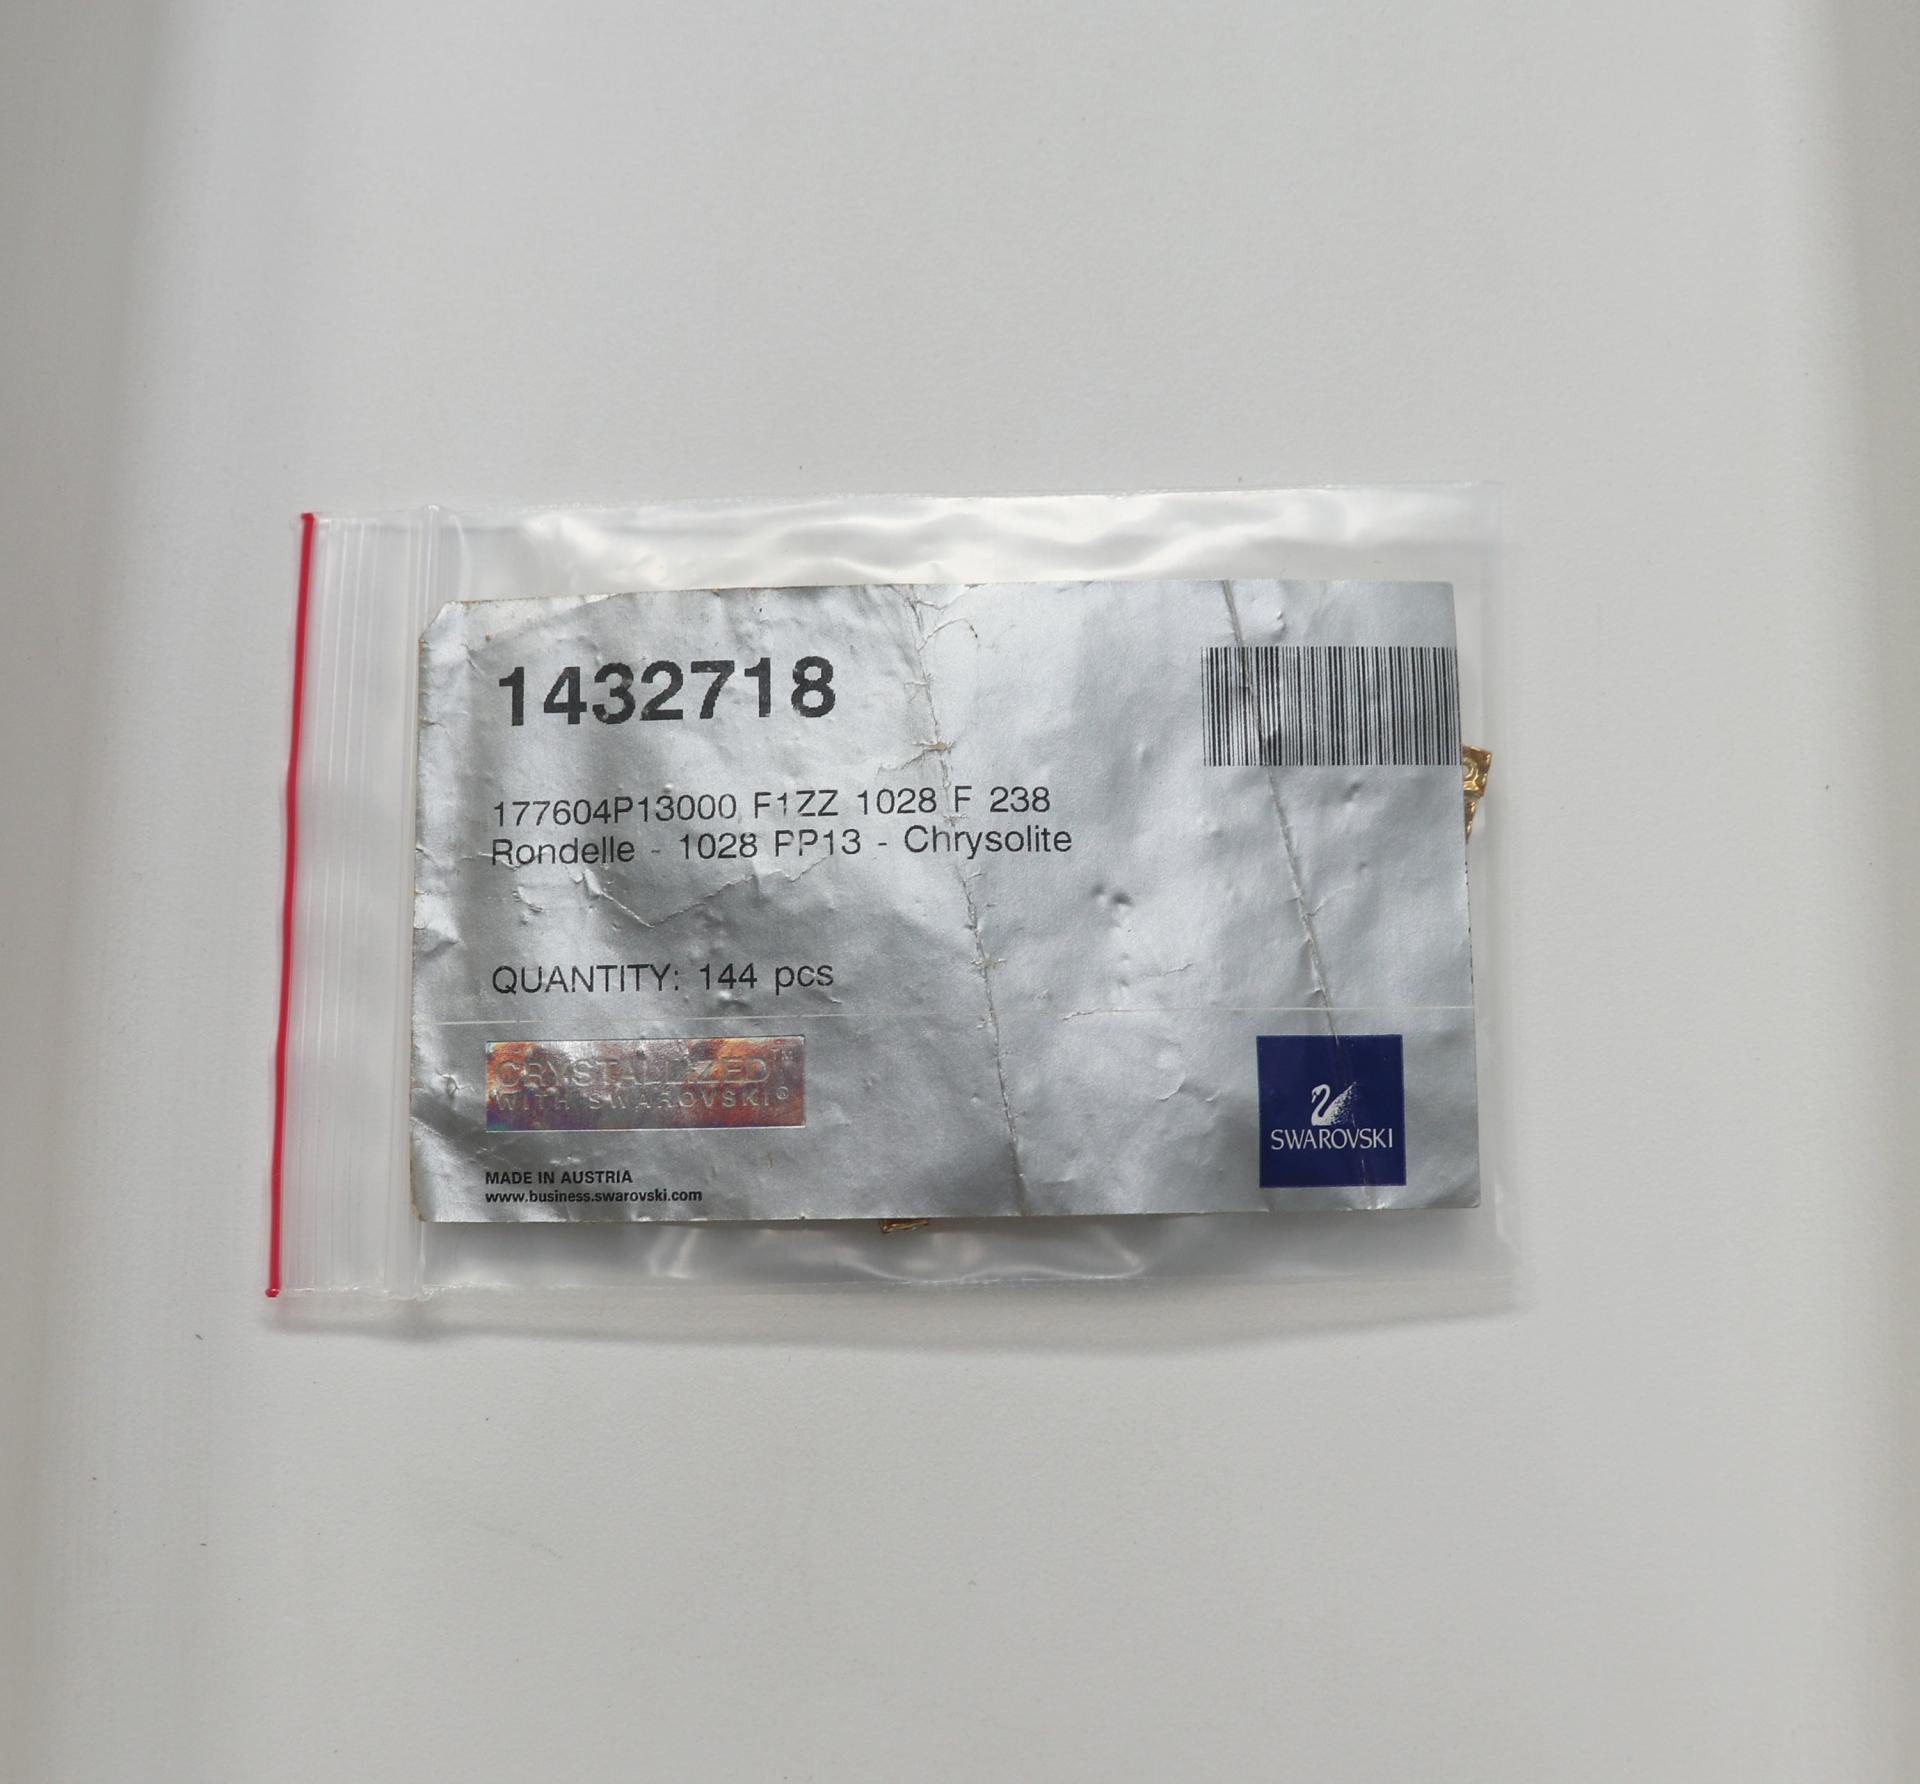 1432718
177604P13000 F1ZZ 1028 F 238
Rondelle - 1028 PP13 - Chrysolite
QUANTITY: 144 pcs
CRYSTALLIZED™
WITH SWAROVSKI®
MADE IN AUSTRIA
www.business.swarovski.com
SWAROVSKI